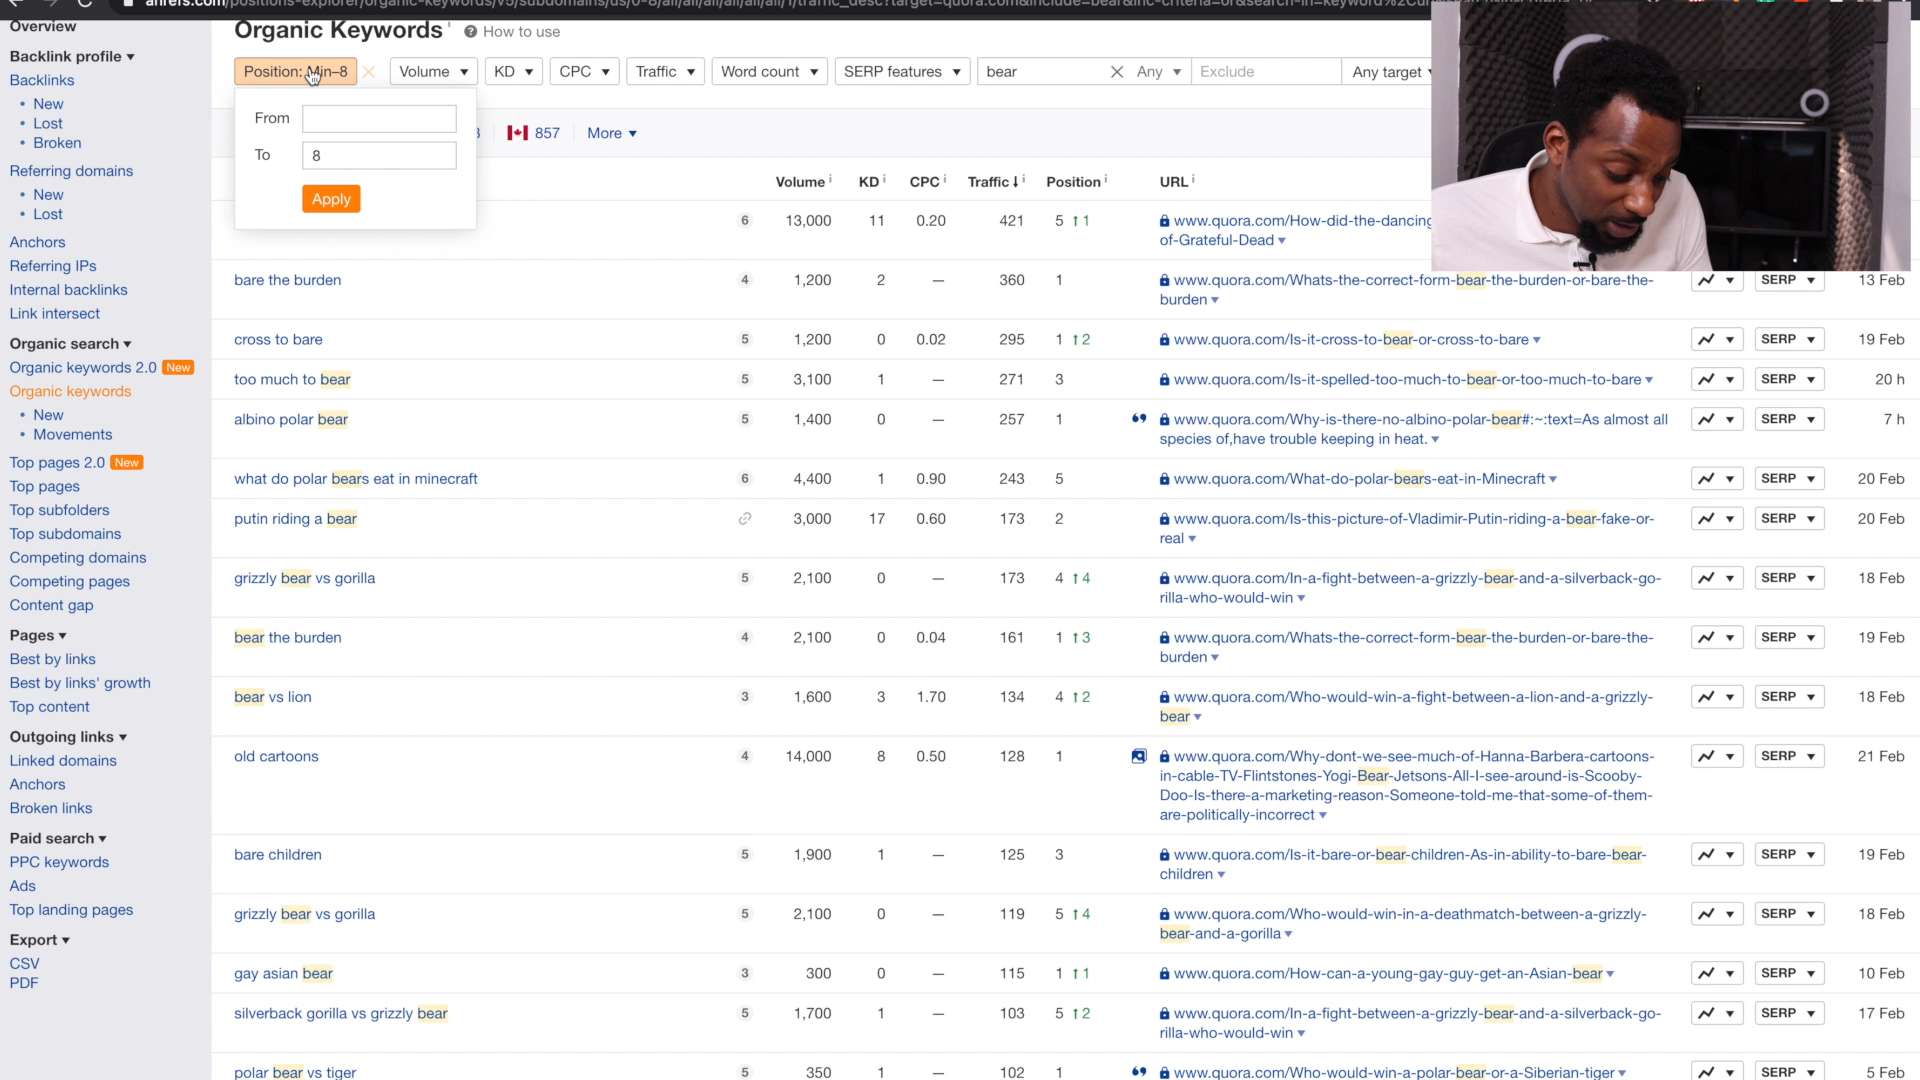 Overview
Backlink profile
Backlinks
New
Lost
Broken
Referring domains
New
Lost
Anchors
Referring IPs
Internal backlinks
Link intersect
Organic search
Organic keywords 2.0 New
Organic keywords
New
Movements
Top pages 2.0 New
Top pages
Top subfolders
Top subdomains
Competing domains
Competing pages
Content gap
Pages
Best by links
Best by links' growth
Top content
Outgoing links
Linked domains
Anchors
Broken links
Paid search
PPC keywords
Ads
Top landing pages
Export
CSV
PDF
Organic Keywords i ? How to use
Position: Min–8 Volume KD CPC Traffic Word count SERP features bear Any Exclude Any target
From
To 8
Apply
857 More
Volume i KD i CPC i Traffic i Position i URL i
6 13,000 11 0.20 421 5 ↑1 www.quora.com/How-did-the-dancing
of-Grateful-Dead
bare the burden 4 1,200 2 — 360 1 www.quora.com/Whats-the-correct-form-bear-the-burden-or-bare-the- SERP 13 Feb
burden
cross to bare 5 1,200 0 0.02 295 1 ↑2 www.quora.com/Is-it-cross-to-bear-or-cross-to-bare SERP 19 Feb
too much to bear 5 3,100 1 — 271 3 www.quora.com/Is-it-spelled-too-much-to-bear-or-too-much-to-bare SERP 20 h
albino polar bear 5 1,400 0 — 257 1 www.quora.com/Why-is-there-no-albino-polar-bear#:~:text=As almost all SERP 7 h
species of,have trouble keeping in heat.
what do polar bears eat in minecraft 6 4,400 1 0.90 243 5 www.quora.com/What-do-polar-bears-eat-in-Minecraft SERP 20 Feb
putin riding a bear 3,000 17 0.60 173 2 www.quora.com/Is-this-picture-of-Vladimir-Putin-riding-a-bear-fake-or- SERP 20 Feb
real
grizzly bear vs gorilla 5 2,100 0 — 173 4 ↑4 www.quora.com/In-a-fight-between-a-grizzly-bear-and-a-silverback-go- SERP 18 Feb
rilla-who-would-win
bear the burden 4 2,100 0 0.04 161 1 ↑3 www.quora.com/Whats-the-correct-form-bear-the-burden-or-bare-the- SERP 19 Feb
burden
bear vs lion 3 1,600 3 1.70 134 4 ↑2 www.quora.com/Who-would-win-a-fight-between-a-lion-and-a-grizzly- SERP 18 Feb
bear
old cartoons 4 14,000 8 0.50 128 1 www.quora.com/Why-dont-we-see-much-of-Hanna-Barbera-cartoons- SERP 21 Feb
in-cable-TV-Flintstones-Yogi-Bear-Jetsons-All-I-see-around-is-Scooby-
Doo-Is-there-a-marketing-reason-Someone-told-me-that-some-of-them-
are-politically-incorrect
bare children 5 1,900 1 — 125 3 www.quora.com/Is-it-bare-or-bear-children-As-in-ability-to-bare-bear- SERP 19 Feb
children
grizzly bear vs gorilla 5 2,100 0 — 119 5 ↑4 www.quora.com/Who-would-win-in-a-deathmatch-between-a-grizzly- SERP 18 Feb
bear-and-a-gorilla
gay asian bear 3 300 0 — 115 1 ↑1 www.quora.com/How-can-a-young-gay-guy-get-an-Asian-bear SERP 10 Feb
silverback gorilla vs grizzly bear 5 1,700 1 — 103 5 ↑2 www.quora.com/In-a-fight-between-a-grizzly-bear-and-a-silverback-go- SERP 17 Feb
rilla-who-would-win
polar bear vs tiger 5 350 1 — 102 1 www.quora.com/Who-would-win-a-polar-bear-or-a-Siberian-tiger SERP 5 Feb